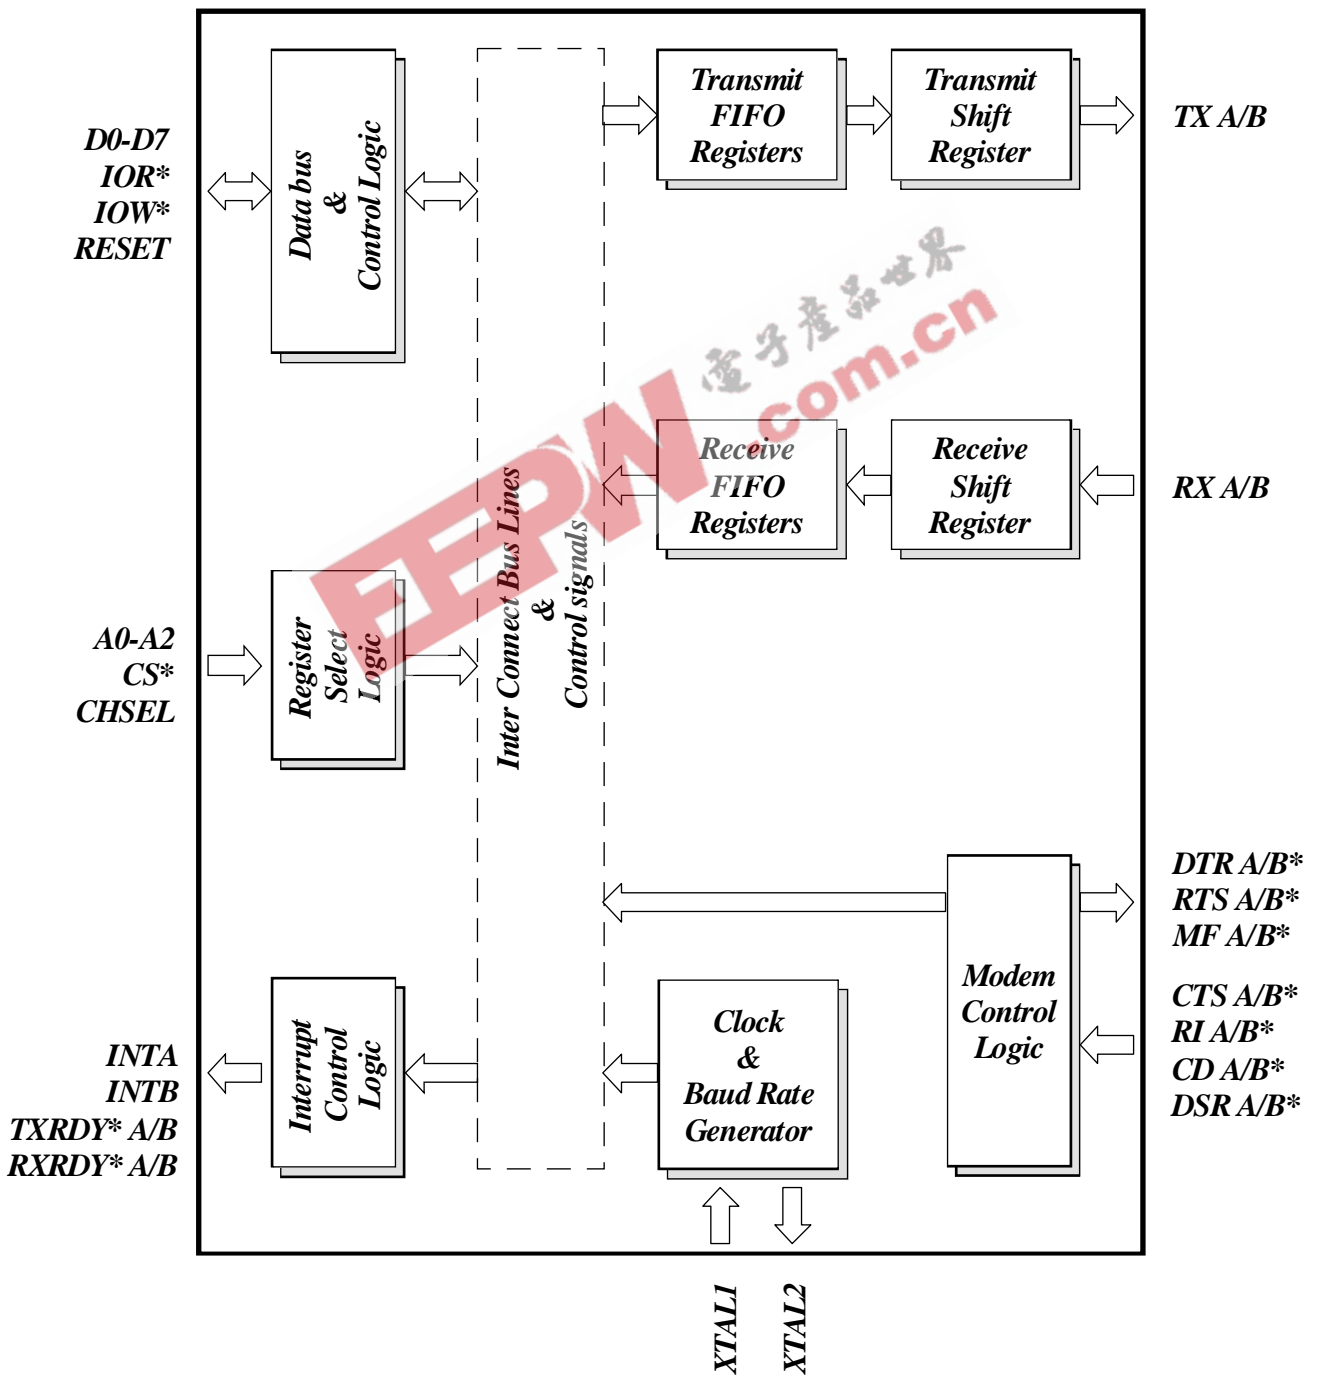 D0-D7
IOR*
IOW*
RESET
Data bus
&
Control Logic
Transmit
FIFO
Registers
Transmit
Shift
Register
TX A/B
電子產品世界
EEPW
.com.cn
Receive
FIFO
Registers
Receive
Shift
Register
RX A/B
A0-A2
CS*
CHSEL
Register
Select
Logic
Inter Connect Bus Lines
&
Control signals
DTR A/B*
RTS A/B*
MF A/B*
CTS A/B*
RI A/B*
CD A/B*
DSR A/B*
Modem
Control
Logic
Clock
&
Baud Rate
Generator
INTA
INTB
TXRDY* A/B
RXRDY* A/B
Interrupt
Control
Logic
XTAL1
XTAL2